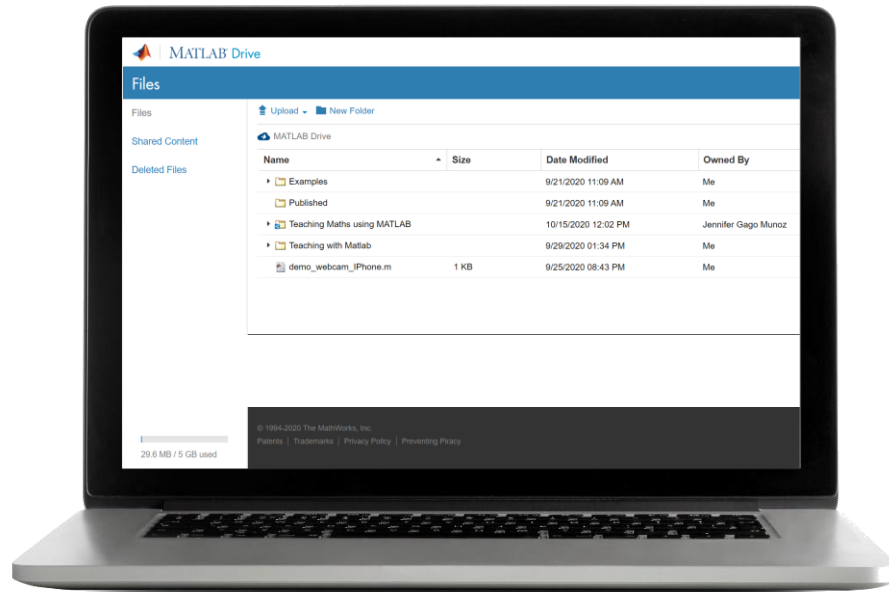 MATLAB Drive
Files
Files
Shared Content
Deleted Files
Upload New Folder
MATLAB Drive
Name Size Date Modified Owned By
Examples 9/21/2020 11:09 AM Me
Published 9/21/2020 11:09 AM Me
Teaching Maths using MATLAB 10/15/2020 12:02 PM Jennifer Gago Munoz
Teaching with Matlab 9/29/2020 01:34 PM Me
demo_webcam_IPhone.m 1 KB 9/25/2020 08:43 PM Me
© 1994-2020 The MathWorks, Inc.
Patents | Trademarks | Privacy Policy | Preventing Piracy
29.6 MB / 5 GB used